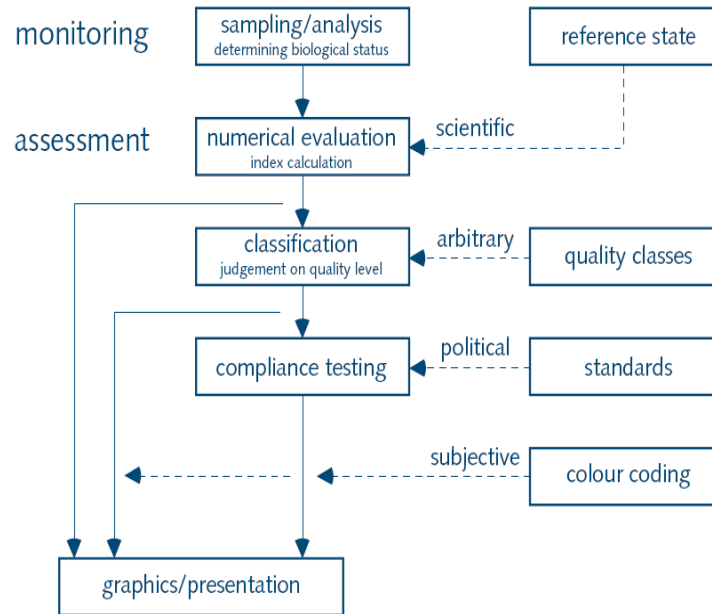 monitoring
sampling/analysis
determining biological status
reference state
assessment
numerical evaluation
index calculation
scientific
classification
judgement on quality level
arbitrary
quality classes
compliance testing
political
standards
subjective
colour coding
graphics/presentation